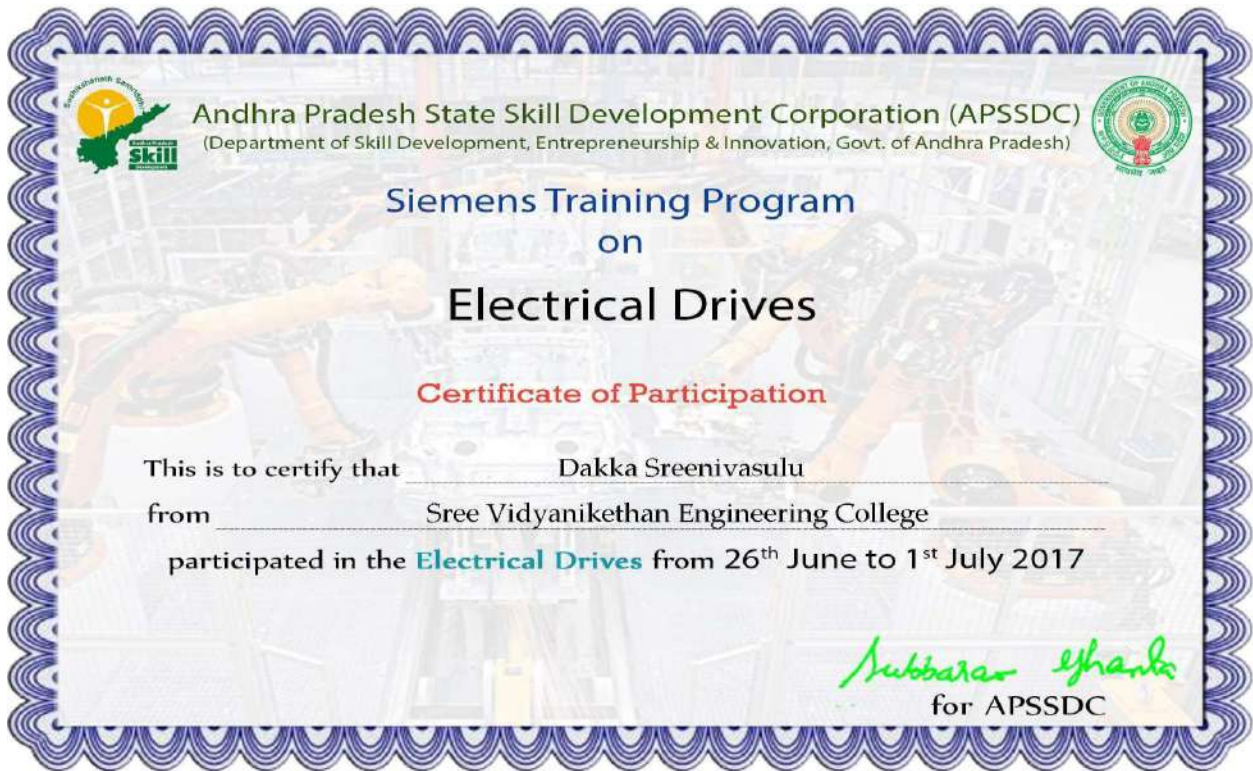 Andhra Pradesh State Skill Development Corporation (APSSDC)
(Department of Skill Development, Entrepreneurship & Innovation, Govt. of Andhra Pradesh)
Skill
Siemens Training Program
on
Electrical Drives
Certificate of Participation
This is to certify that Dakka Sreenivasulu
from Sree Vidyanikethan Engineering College
participated in the Electrical Drives from 26th June to 1st July 2017
for APSSDC